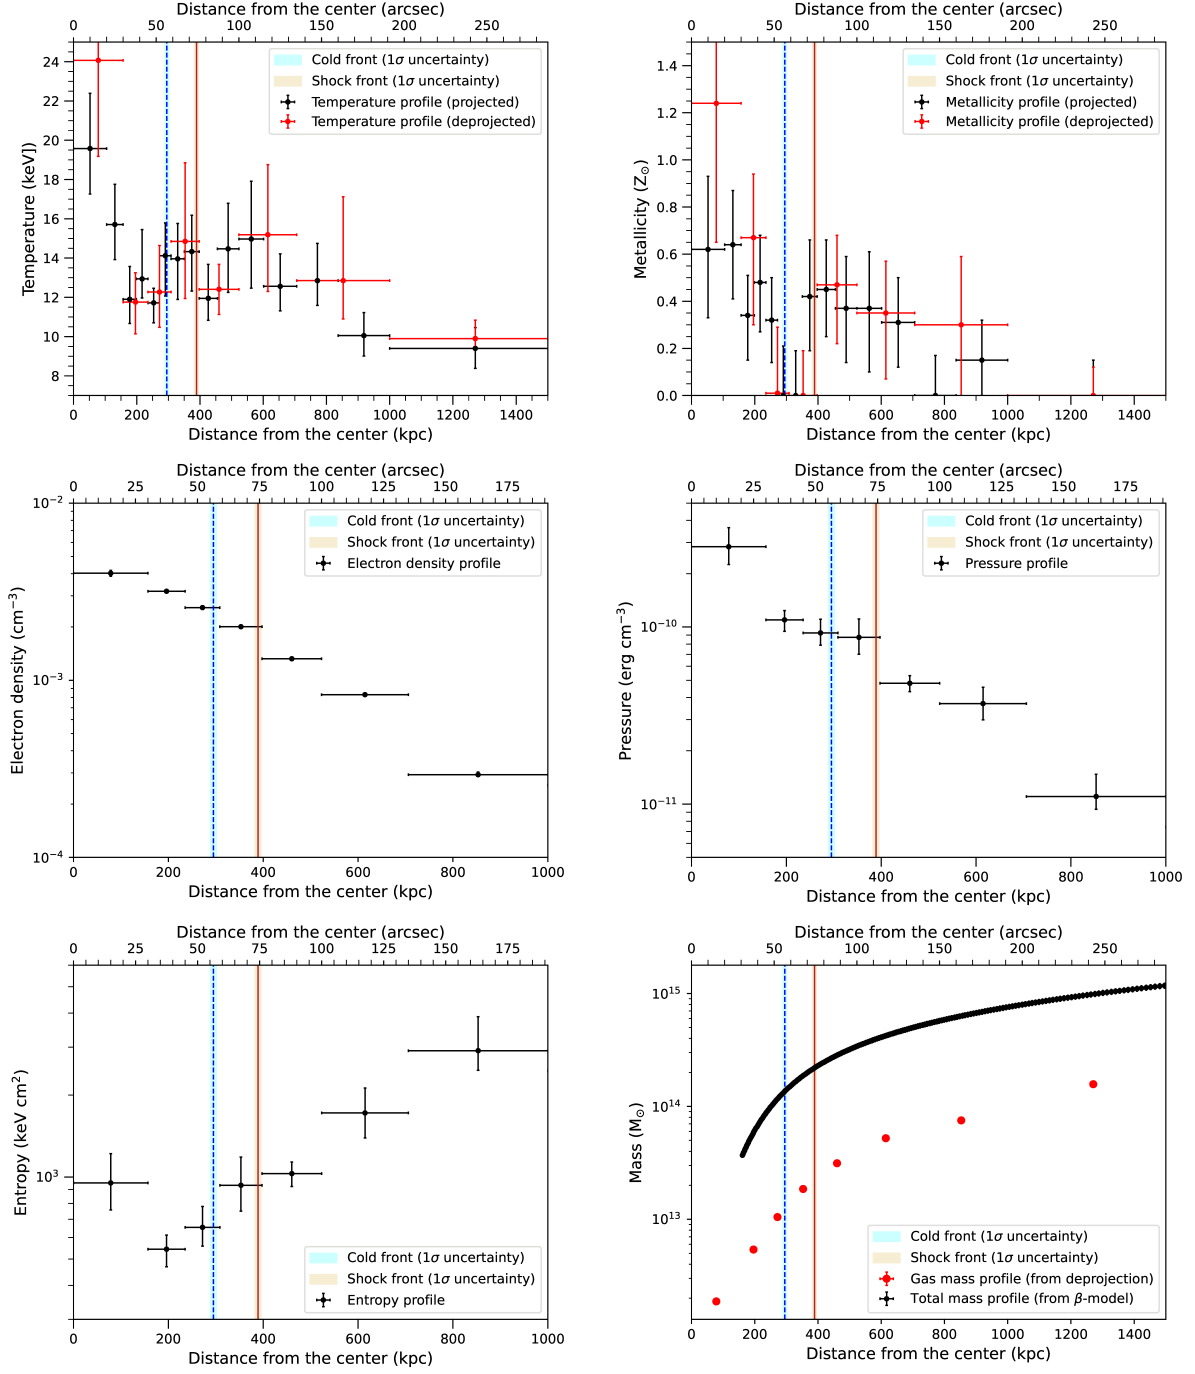 Distance from the center (arcsec)
0 50 100 150 200 250
Temperature (keV])
24
22
20
18
16
14
12
10
8
Cold front (1σ uncertainty)
Shock front (1σ uncertainty)
Temperature profile (projected)
Temperature profile (deprojected)
0 200 400 600 800 1000 1200 1400
Distance from the center (kpc)
Distance from the center (arcsec)
0 50 100 150 200 250
Metallicity (Z⊙)
1.4
1.2
1.0
0.8
0.6
0.4
0.2
0.0
Cold front (1σ uncertainty)
Shock front (1σ uncertainty)
Metallicity profile (projected)
Metallicity profile (deprojected)
0 200 400 600 800 1000 1200 1400
Distance from the center (kpc)
Distance from the center (arcsec)
0 25 50 75 100 125 150 175
Electron density (cm⁻³)
10⁻²
10⁻³
10⁻⁴
Cold front (1σ uncertainty)
Shock front (1σ uncertainty)
Electron density profile
0 200 400 600 800 1000
Distance from the center (kpc)
Distance from the center (arcsec)
0 25 50 75 100 125 150 175
Pressure (erg cm⁻³)
10⁻¹⁰
10⁻¹¹
Cold front (1σ uncertainty)
Shock front (1σ uncertainty)
Pressure profile
0 200 400 600 800 1000
Distance from the center (kpc)
Distance from the center (arcsec)
0 25 50 75 100 125 150 175
Entropy (keV cm²)
10³
Cold front (1σ uncertainty)
Shock front (1σ uncertainty)
Entropy profile
0 200 400 600 800 1000
Distance from the center (kpc)
Distance from the center (arcsec)
0 50 100 150 200 250
Mass (M⊙)
10¹⁵
10¹⁴
10¹³
Cold front (1σ uncertainty)
Shock front (1σ uncertainty)
Gas mass profile (from deprojection)
Total mass profile (from β-model)
0 200 400 600 800 1000 1200 1400
Distance from the center (kpc)